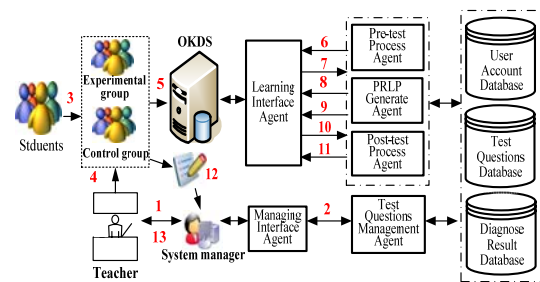 OKDS
Experimental
group
Control group
Stduents
3
4
5
12
1
13
Teacher
System manager
Learning
Interface
Agent
6
7
8
9
10
11
Pre-test
Process
Agent
PRLP
Generate Agent
Post-test
Process
Agent
Managing
Interface
Agent
2
Test
Questions
Management
Agent
User
Account
Database
Test
Questions
Database
Diagnose
Result
Database